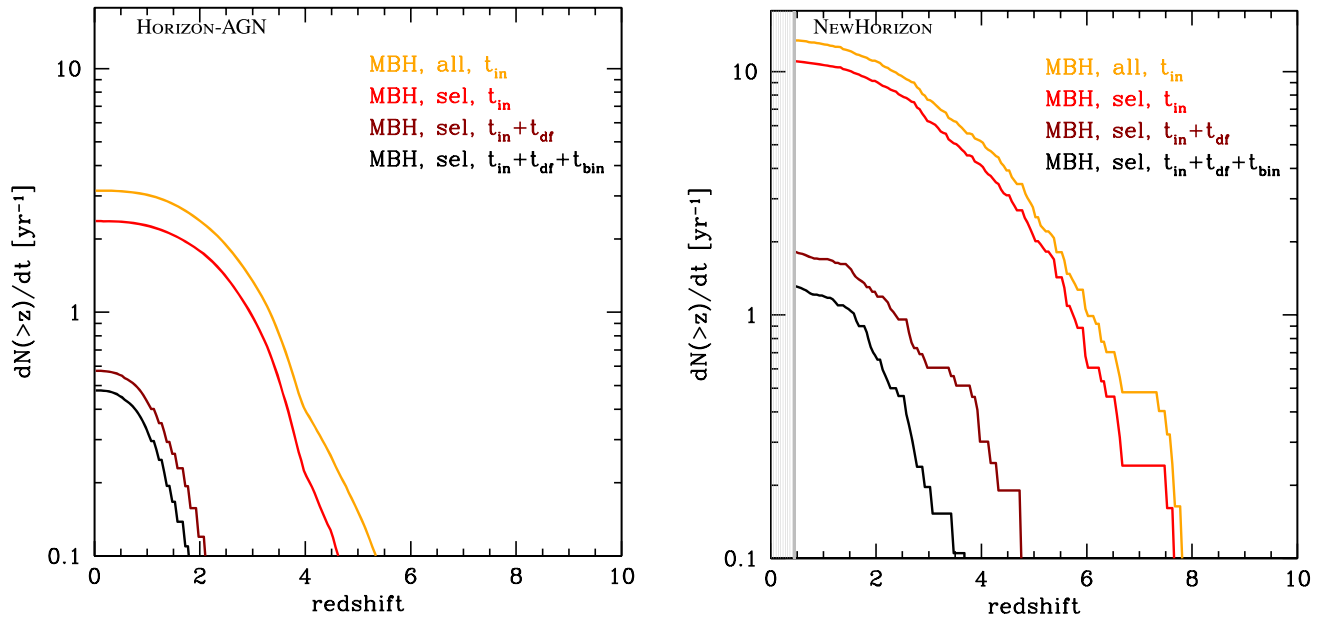 HORIZON-AGN
MBH, all, t_in
MBH, sel, t_in
MBH, sel, t_in+t_df
MBH, sel, t_in+t_df+t_bin
10
1
0.1
dN(>z)/dt [yr⁻¹]
0 2 4 6 8 10
redshift
NEWHORIZON
MBH, all, t_in
MBH, sel, t_in
MBH, sel, t_in+t_df
MBH, sel, t_in+t_df+t_bin
10
1
0.1
dN(>z)/dt [yr⁻¹]
0 2 4 6 8 10
redshift